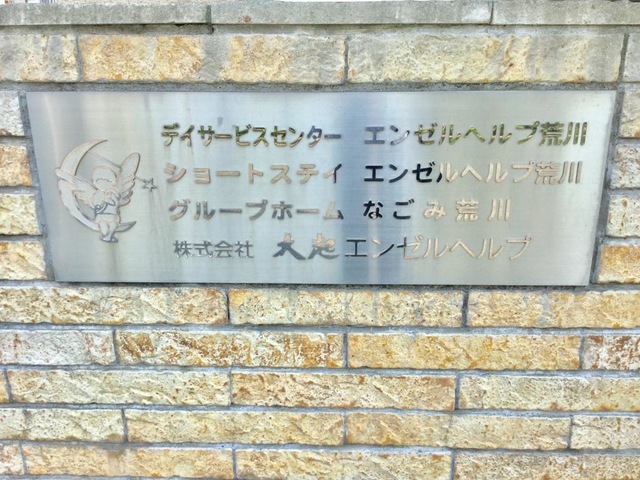 デイサービスセンター エンゼルヘルプ荒川
ショートステイ エンゼルヘルプ荒川
グループホーム なごみ荒川
株式会社 大起エンゼルヘルプ